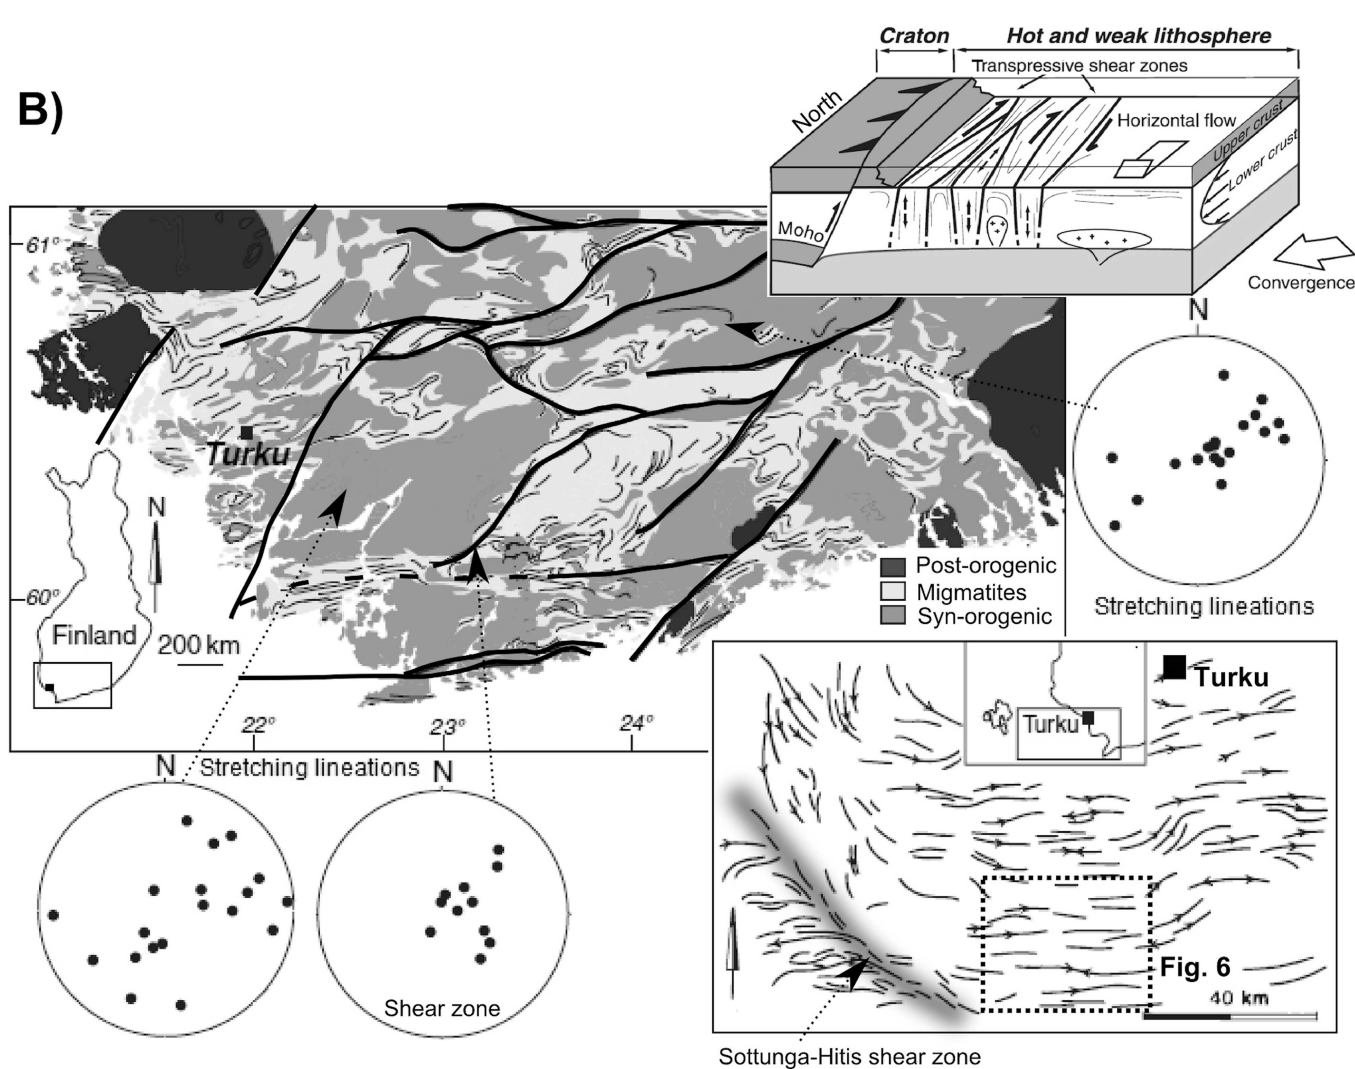 B)
Craton
Hot and weak lithosphere
Transpressive shear zones
North
Horizontal flow
Upper crust
Lower crust
Moho
Convergence
61°
Turku
60°
N
Finland
200 km
22°
23°
24°
Post-orogenic
Migmatites
Syn-orogenic
N
Stretching lineations
N
Stretching lineations
N
Shear zone
Turku
Turku
Fig. 6
40 km
Sottunga-Hitis shear zone